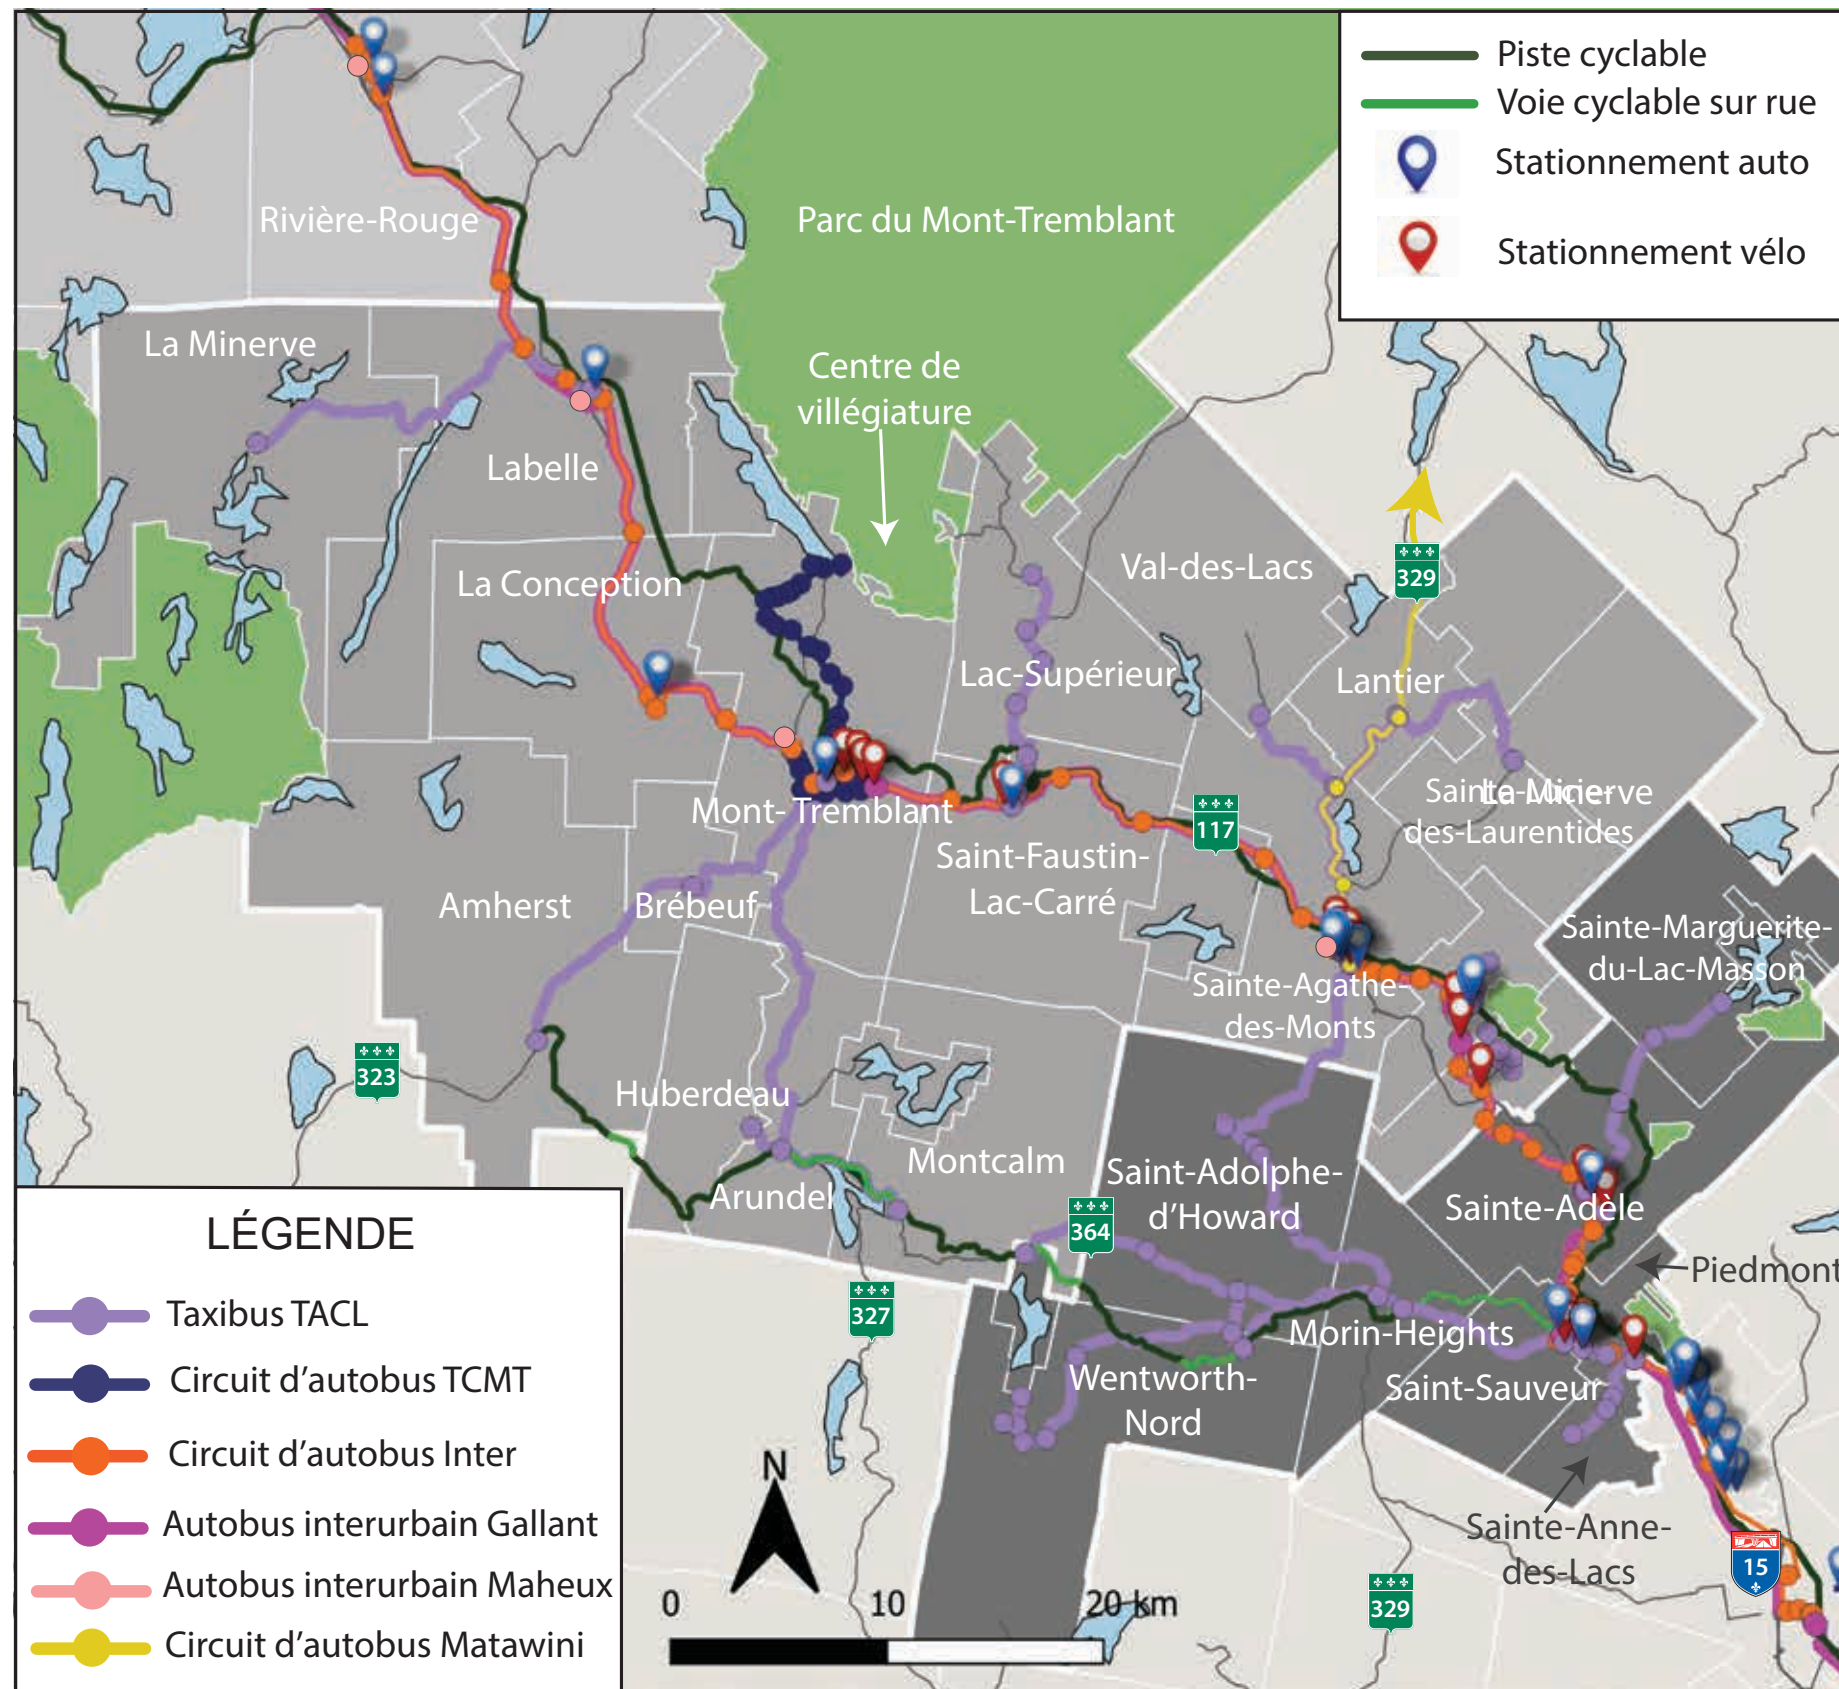 Piste cyclable
Voie cyclable sur rue
Stationnement auto
Stationnement vélo
Rivière-Rouge
Parc du Mont-Tremblant
La Minerve
Centre de
villégiature
Labelle
La Conception
Val-des-Lacs
329
Lac-Supérieur
Lantier
Mont-Tremblant
117
Sainte-Lucie-
des-Laurentides
La Minerve
Saint-Faustin-
Lac-Carré
Amherst
Brébeuf
Sainte-Marguerite-
du-Lac-Masson
Sainte-Agathe-
des-Monts
323
Huberdeau
Montcalm
Arundel
Saint-Adolphe-
d'Howard
364
Sainte-Adèle
Piedmont
327
Morin-Heights
Wentworth-
Nord
Saint-Sauveur
Sainte-Anne-
des-Lacs
15
329
LÉGENDE
Taxibus TACL
Circuit d'autobus TCMT
Circuit d'autobus Inter
Autobus interurbain Gallant
Autobus interurbain Maheux
Circuit d'autobus Matawini
N
0 10 20 km